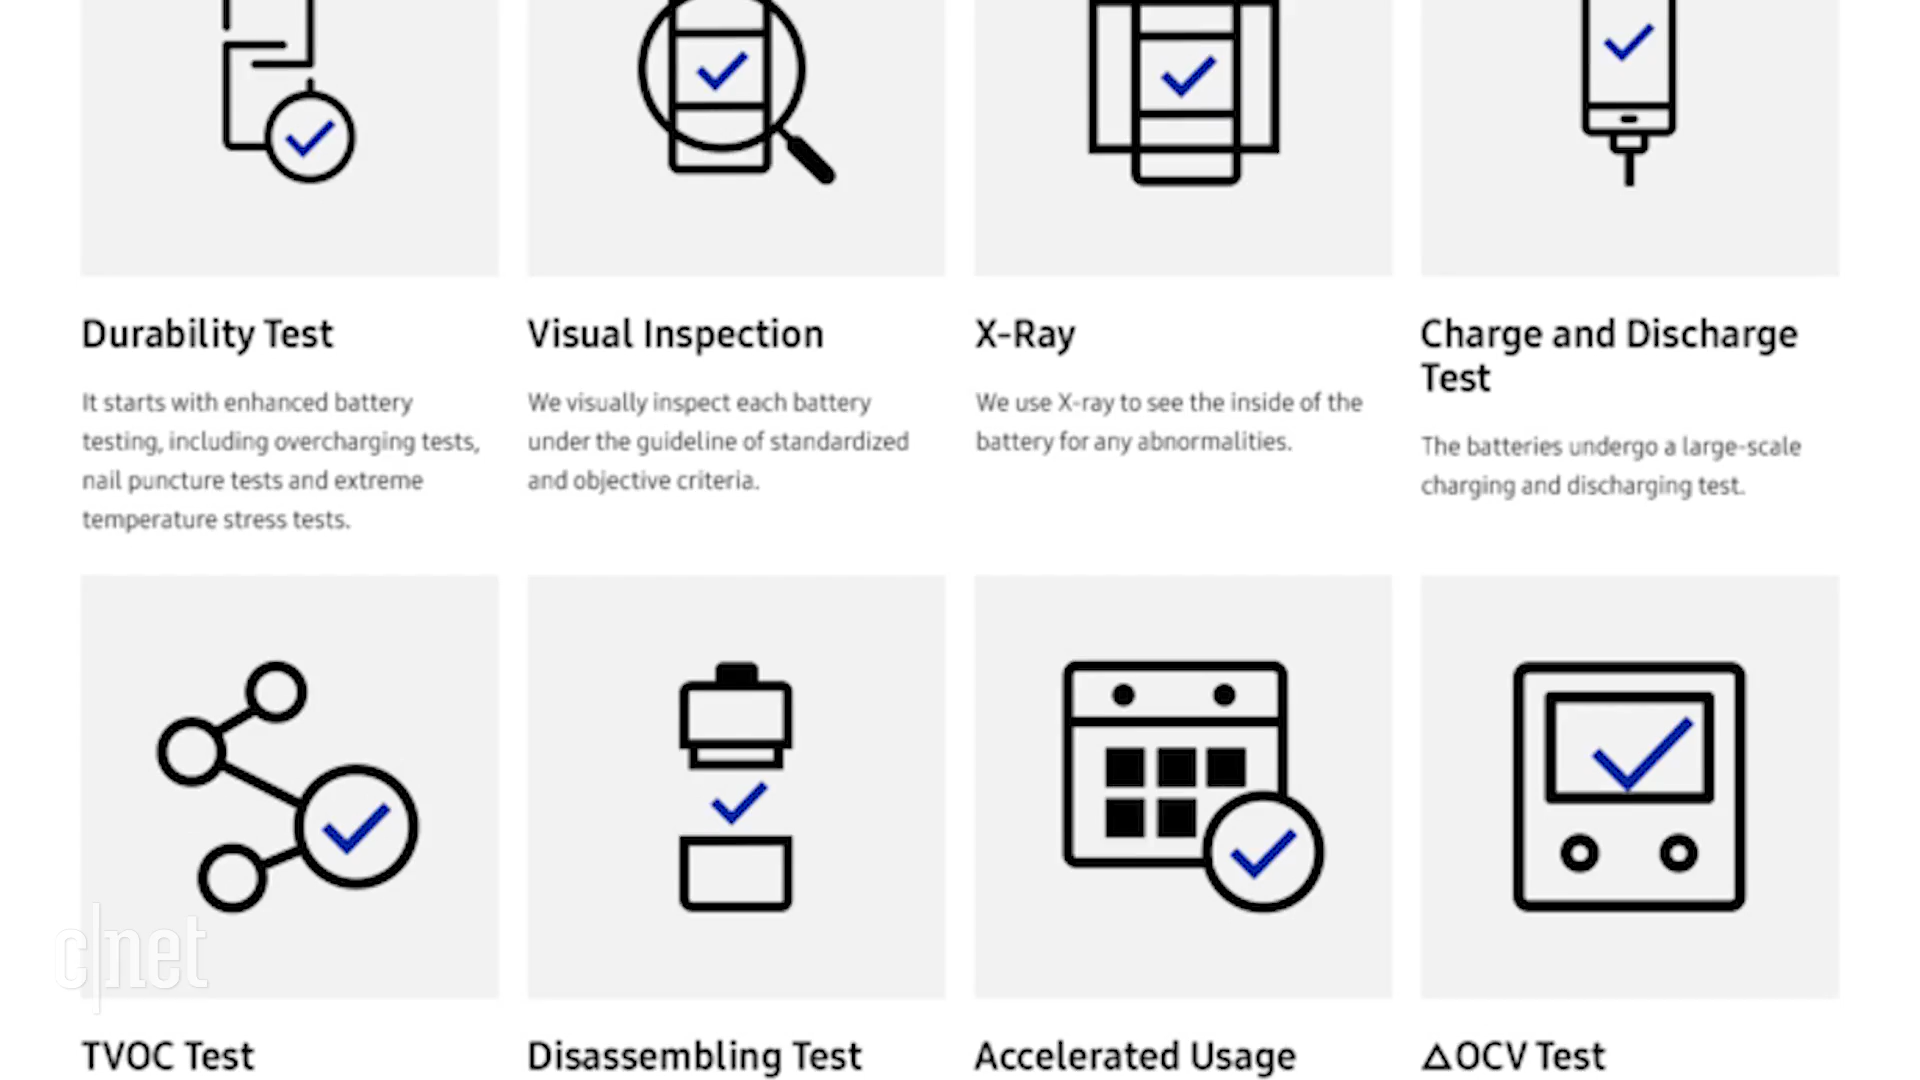 Durability Test
It starts with enhanced battery
testing, including overcharging tests,
nail puncture tests and extreme
temperature stress tests.
Visual Inspection
We visually inspect each battery
under the guideline of standardized
and objective criteria.
X-Ray
We use X-ray to see the inside of the
battery for any abnormalities.
Charge and Discharge
Test
The batteries undergo a large-scale
charging and discharging test.
TVOC Test
Disassembling Test
Accelerated Usage
△OCV Test
c|net